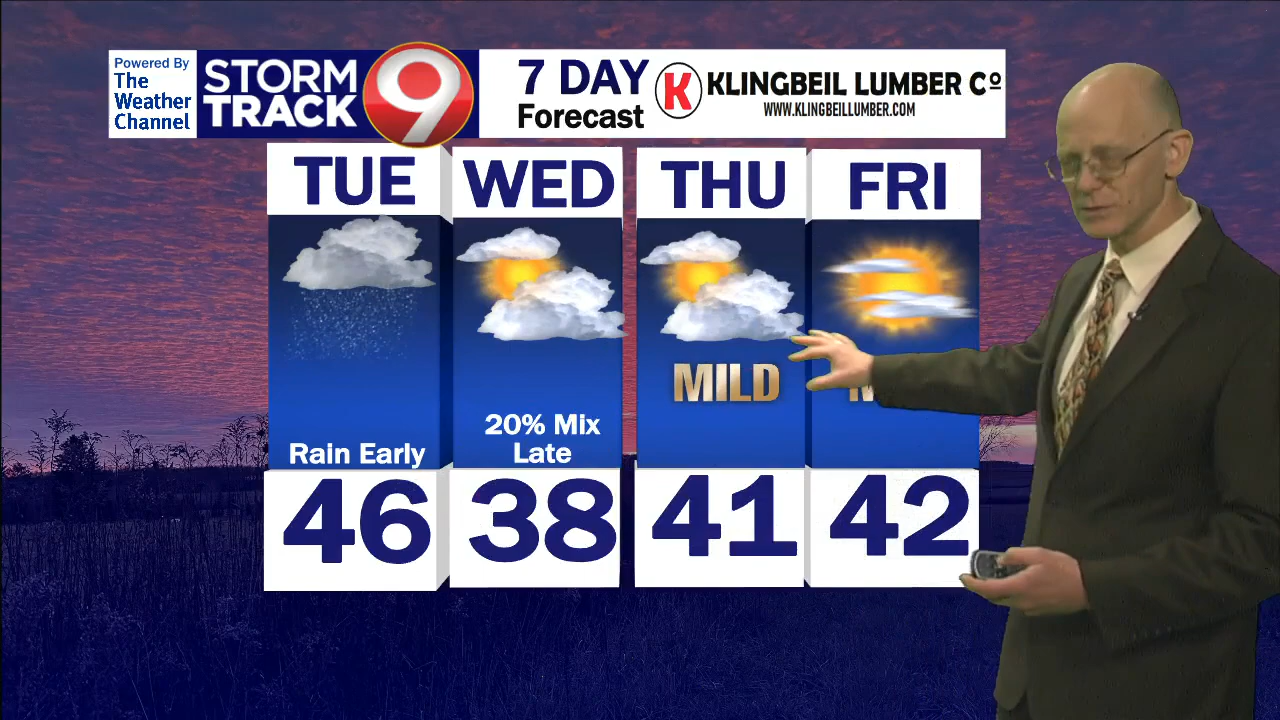 Powered By
The
Weather
Channel
STORM
TRACK
9
7 DAY
Forecast
K
KLINGBEIL LUMBER Cº
WWW.KLINGBEILLUMBER.COM
TUE
WED
THU
FRI
MILD
20% Mix
Late
Rain Early
46
38
41
42